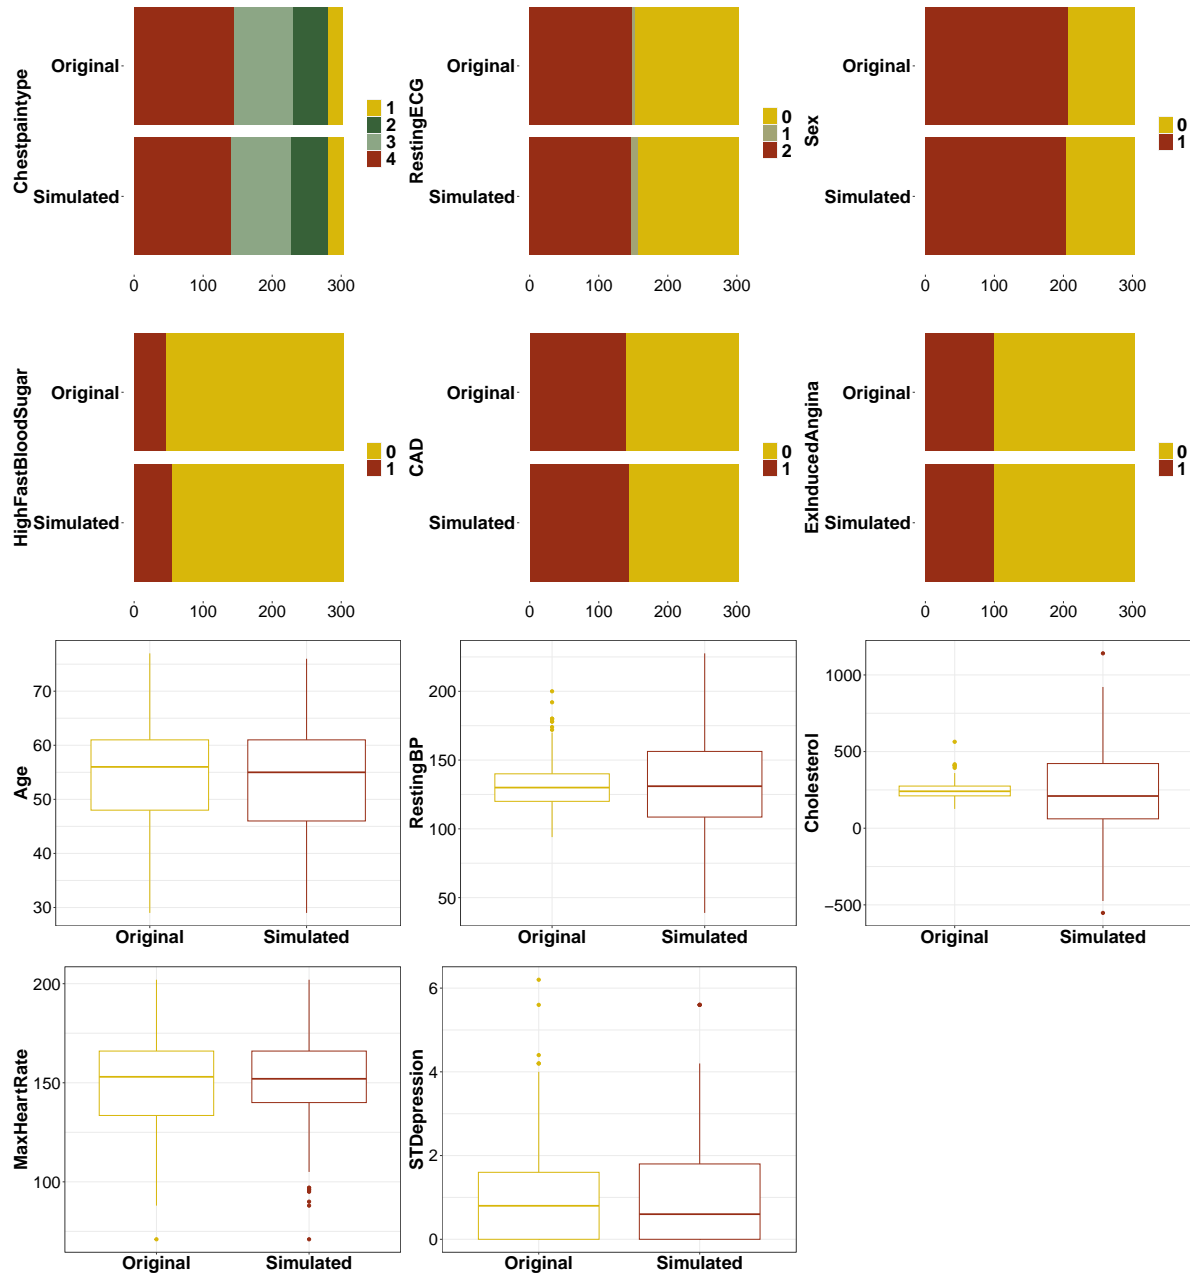 Chestpaintype
Original
Simulated
0 100 200 300
1
2
3
4
RestingECG
Original
Simulated
0 100 200 300
0
1
2
Sex
Original
Simulated
0 100 200 300
0
1
HighFastBloodSugar
Original
Simulated
0 100 200 300
0
1
CAD
Original
Simulated
0 100 200 300
0
1
ExInducedAngina
Original
Simulated
0 100 200 300
0
1
Age
70
60
50
40
30
Original Simulated
RestingBP
200
150
100
50
Original Simulated
Cholesterol
1000
500
0
−500
Original Simulated
MaxHeartRate
200
150
100
Original Simulated
STDepression
6
4
2
0
Original Simulated